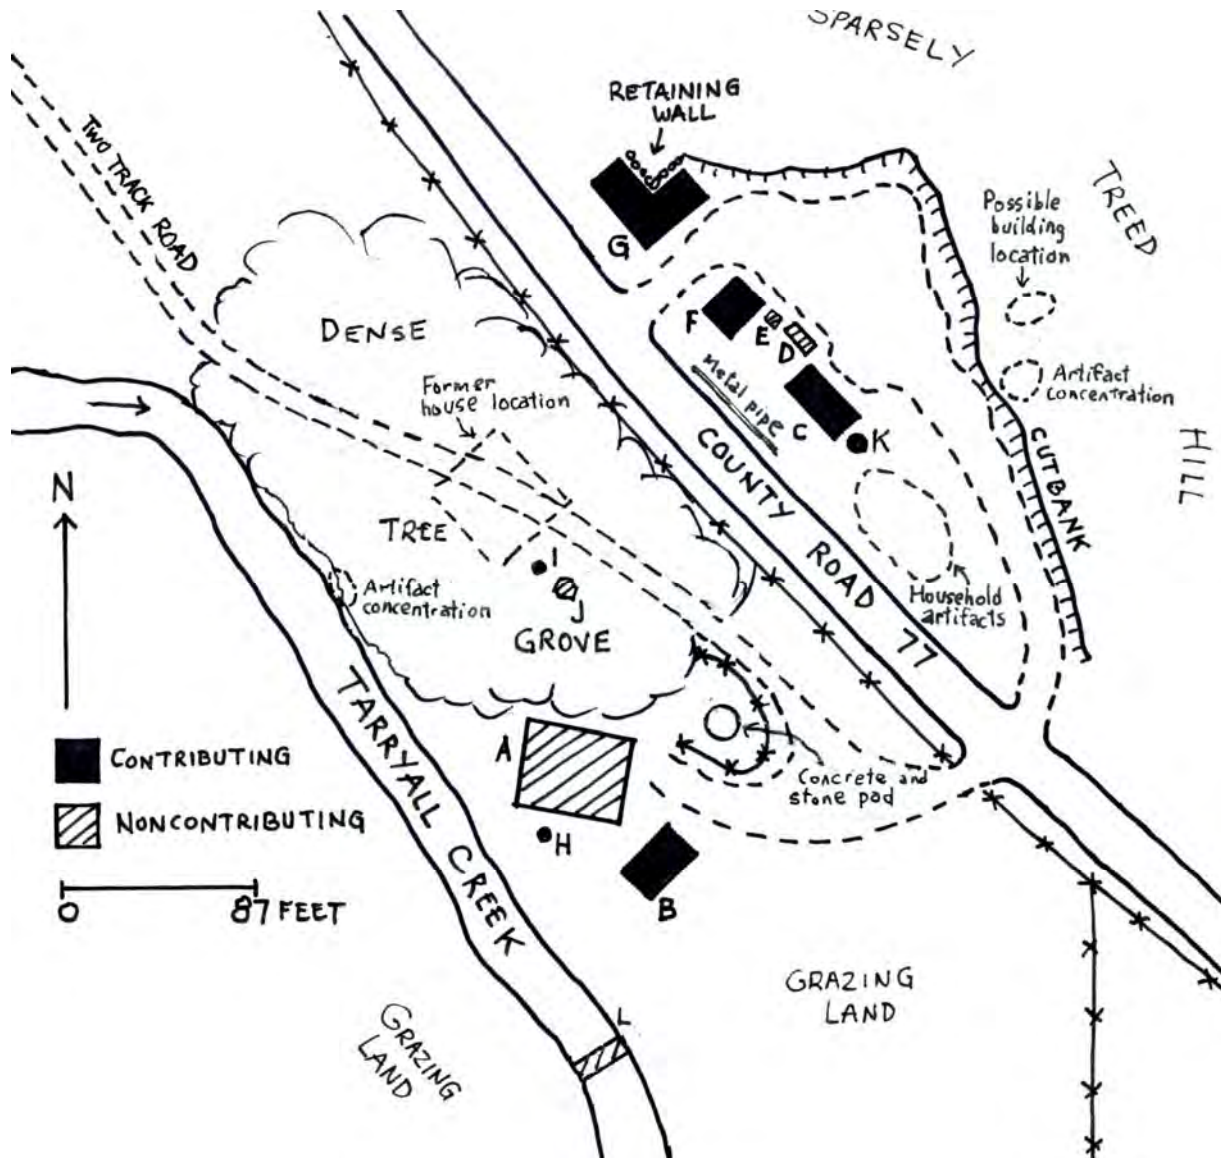 SPARSELY
TREED
HILL
RETAINING
WALL
G
TWO TRACK ROAD
Possible
building
location
F
E
D
C
K
Metal pipe
Artifact
concentration
CUTBANK
DENSE
TREE
GROVE
Former
house location
COUNTY ROAD 77
Household
artifacts
N
I
J
Artifact
concentration
TARRYALL CREEK
A
H
B
Concrete and
stone pad
CONTRIBUTING
NONCONTRIBUTING
0 87 FEET
L
GRAZING
LAND
GRAZING
LAND